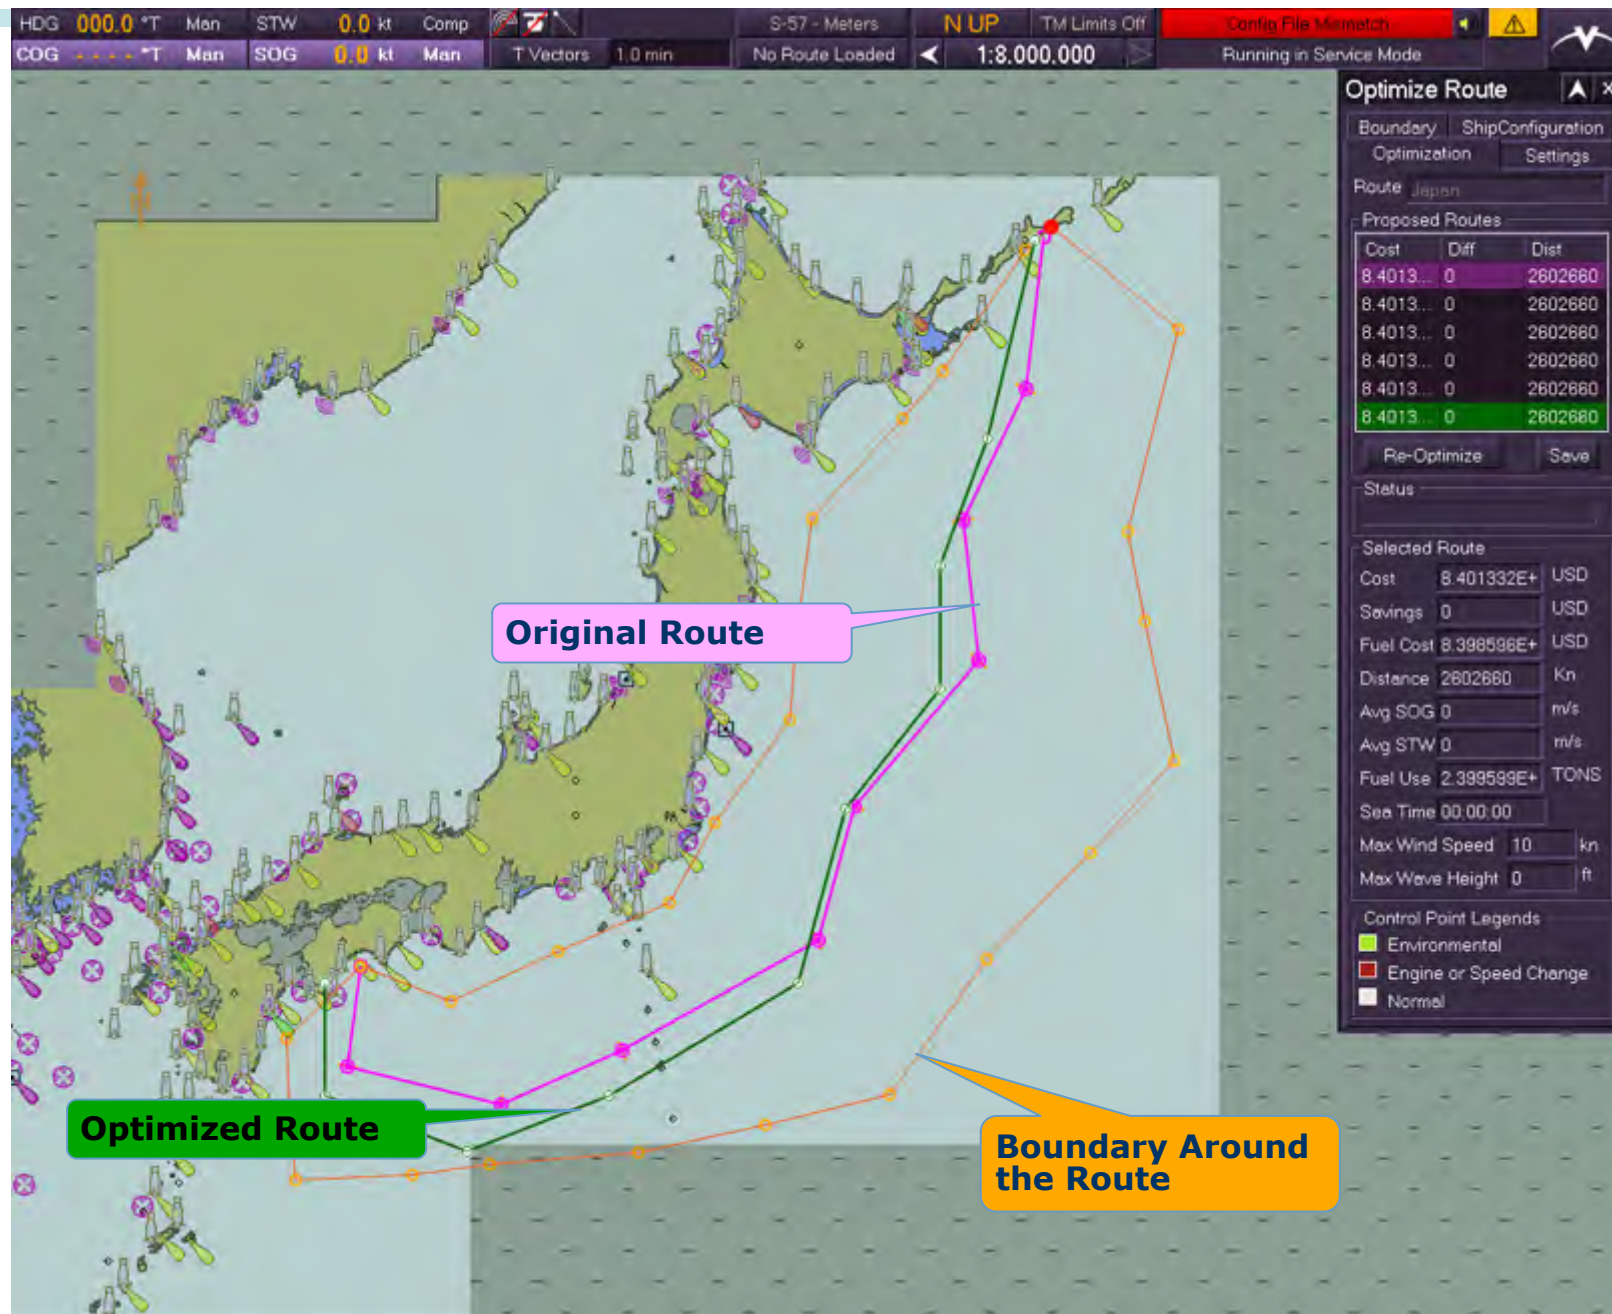 HDG 000.0 °T Man STW 0.0 kt Comp S-57 - Meters N UP TM Limits Off Config File Mismatch
COG - - - - °T Man SOG 0.0 kt Man T Vectors 1.0 min No Route Loaded 1:8.000.000 Running in Service Mode
Optimize Route
Boundary ShipConfiguration
Optimization Settings
Route Japan
Proposed Routes
Cost Diff Dist
8.4013... 0 2602660
8.4013... 0 2602660
8.4013... 0 2602660
8.4013... 0 2602660
8.4013... 0 2602660
8.4013... 0 2602660
Re-Optimize Save
Status
Selected Route
Cost 8.401332E+ USD
Savings 0 USD
Fuel Cost 8.398596E+ USD
Distance 2602660 Kn
Avg SOG 0 m/s
Avg STW 0 m/s
Fuel Use 2.399599E+ TONS
Sea Time 00:00:00
Max Wind Speed 10 kn
Max Wave Height 0 ft
Control Point Legends
Environmental
Engine or Speed Change
Normal
Original Route
Optimized Route
Boundary Around
the Route